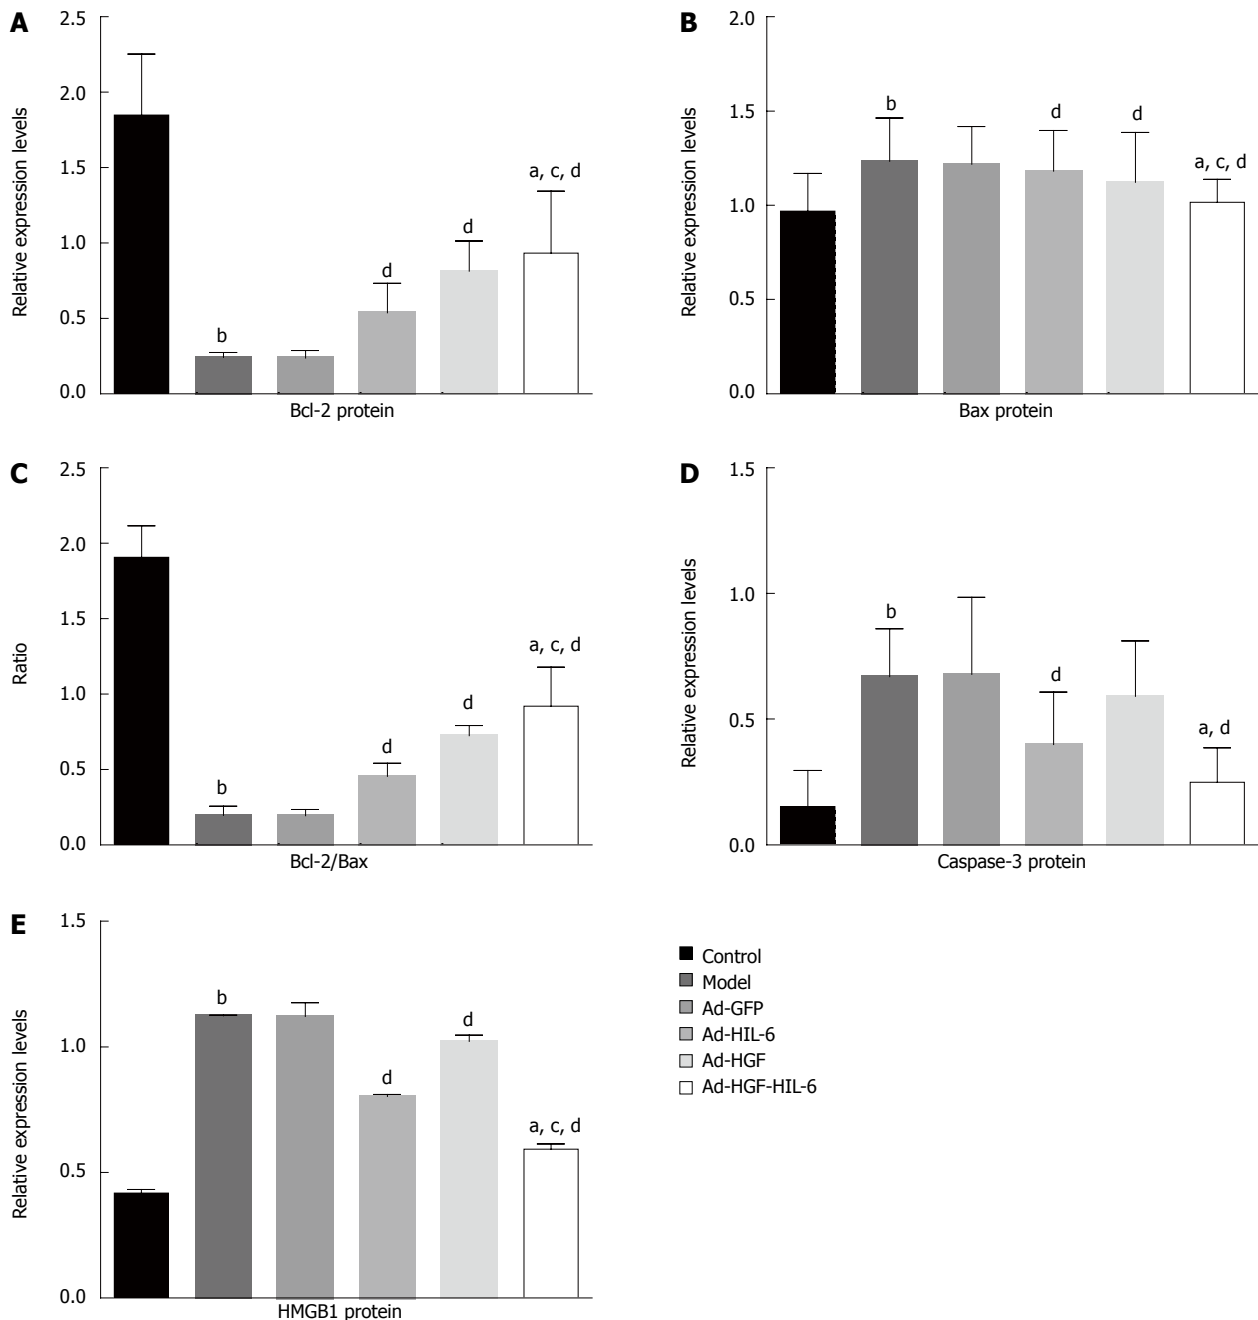 A
Relative expression levels
2.5
2.0
1.5
1.0
0.5
0.0
b
d
d
a, c, d
Bcl-2 protein
B
Relative expression levels
2.0
1.5
1.0
0.5
0.0
b
d
d
a, c, d
Bax protein
C
Ratio
2.5
2.0
1.5
1.0
0.5
0.0
b
d
d
a, c, d
Bcl-2/Bax
D
Relative expression levels
1.5
1.0
0.5
0.0
b
d
a, d
Caspase-3 protein
E
Relative expression levels
1.5
1.0
0.5
0.0
b
d
d
a, c, d
HMGB1 protein
Control
Model
Ad-GFP
Ad-HIL-6
Ad-HGF
Ad-HGF-HIL-6